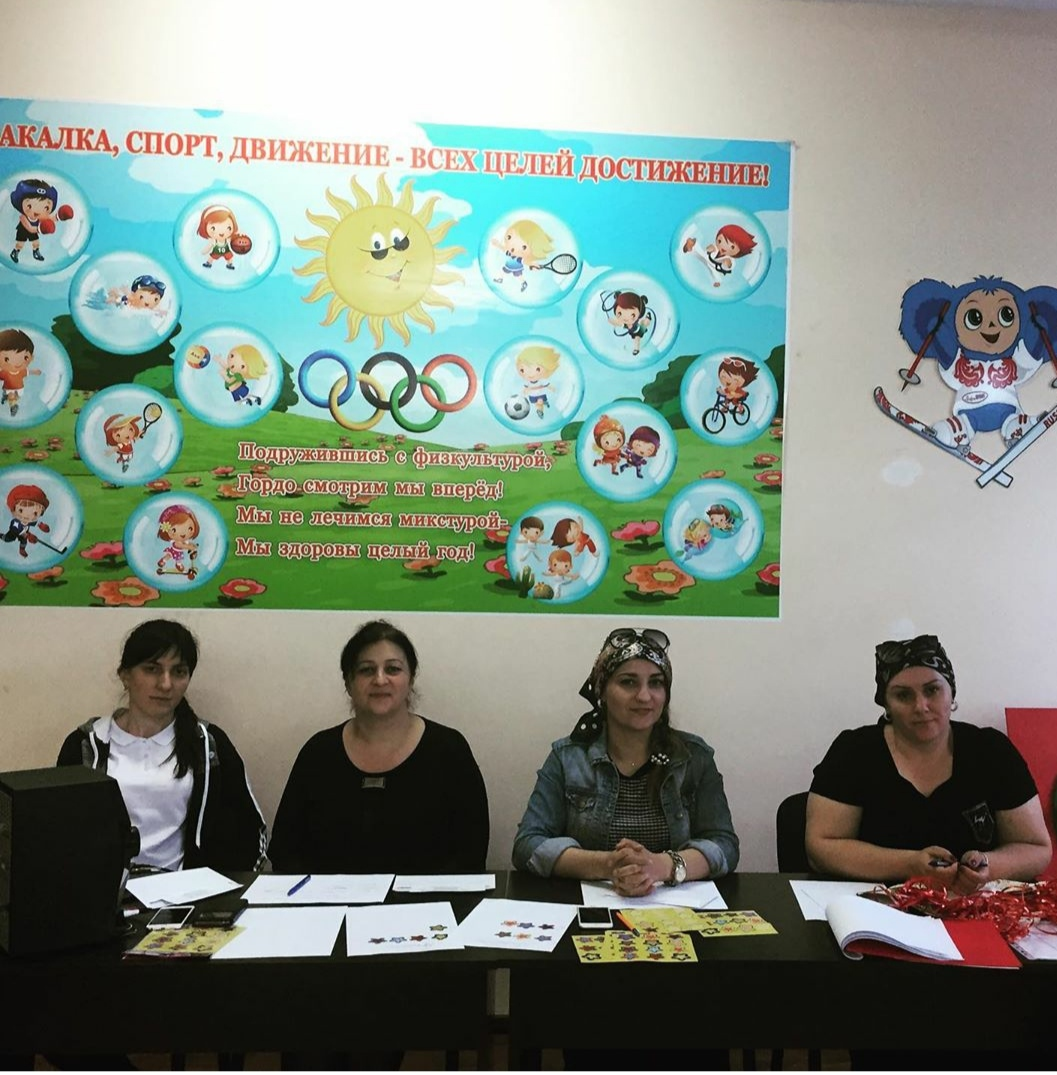 АКАЛКА, СПОРТ, ДВИЖЕНИЕ - ВСЕХ ЦЕЛЕЙ ДОСТИЖЕНИЕ!
Подружившись с физкультурой,
Гордо смотрим мы вперёд!
Мы не лечимся микстурой-
Мы здоровы целый год!